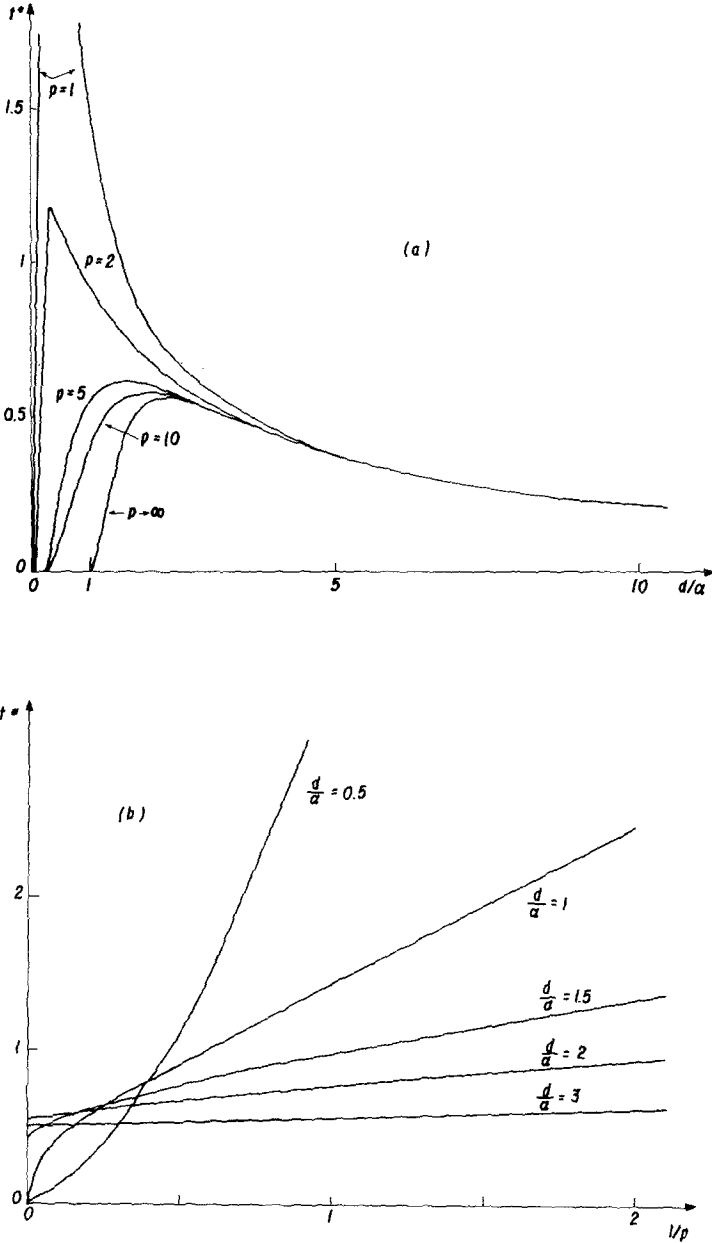 t*
p=1
1.5
(a)
1
p=2
0.5
p=5
p=10
p→∞
0
0
1
5
10
d/a
t*
(b)
d/a = 0.5
2
d/a = 1
d/a = 1.5
1
d/a = 2
d/a = 3
0
0
1
2
1/p